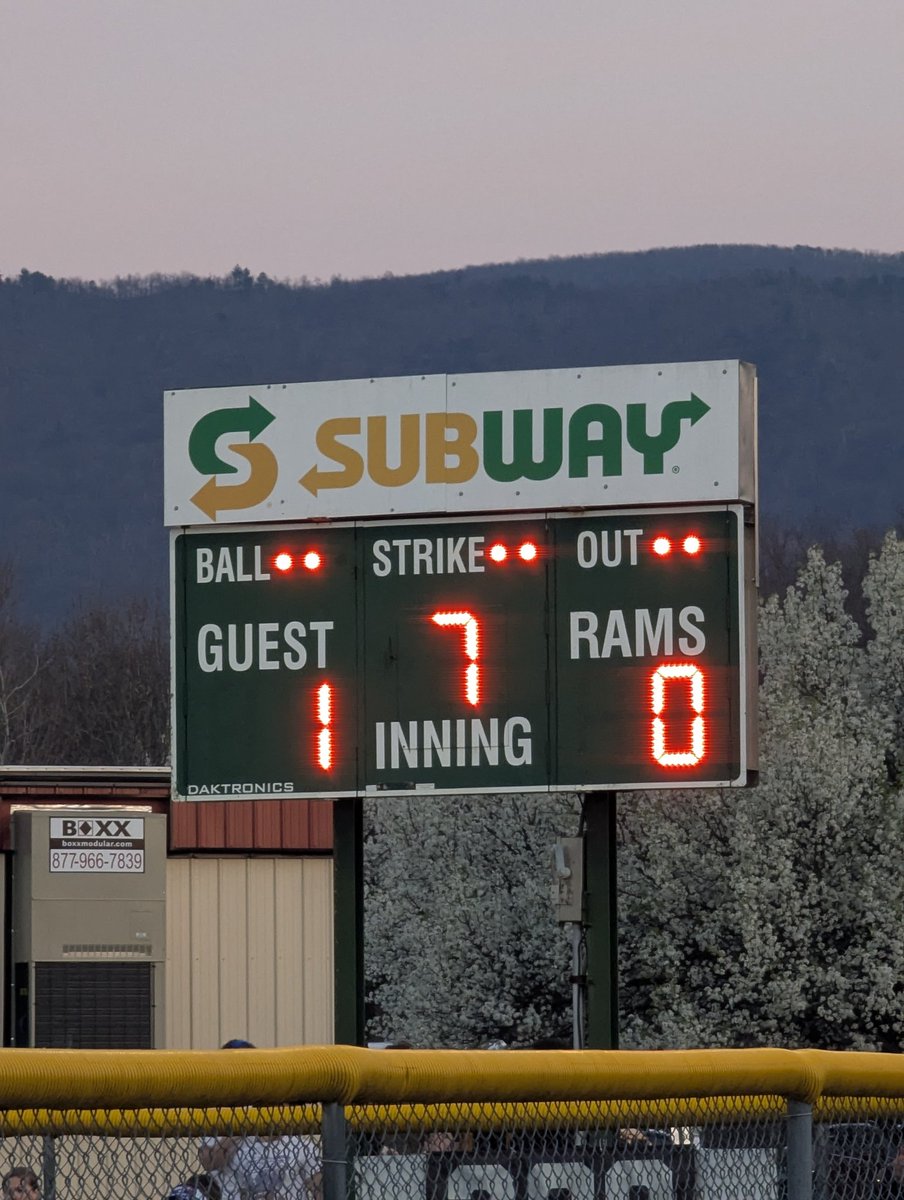 SUBWAY®
BALL STRIKE OUT
GUEST 7 RAMS
1 0
INNING
DAKTRONICS
BOXX
boxxmodular.com
877-966-7839